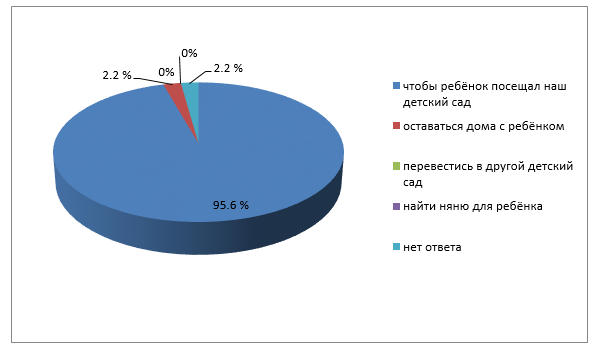 0%
2.2 %
0%
2.2 %
95.6 %
чтобы ребёнок посещал наш
детский сад
оставаться дома с ребёнком
перевестись в другой детский
сад
найти няню для ребёнка
нет ответа